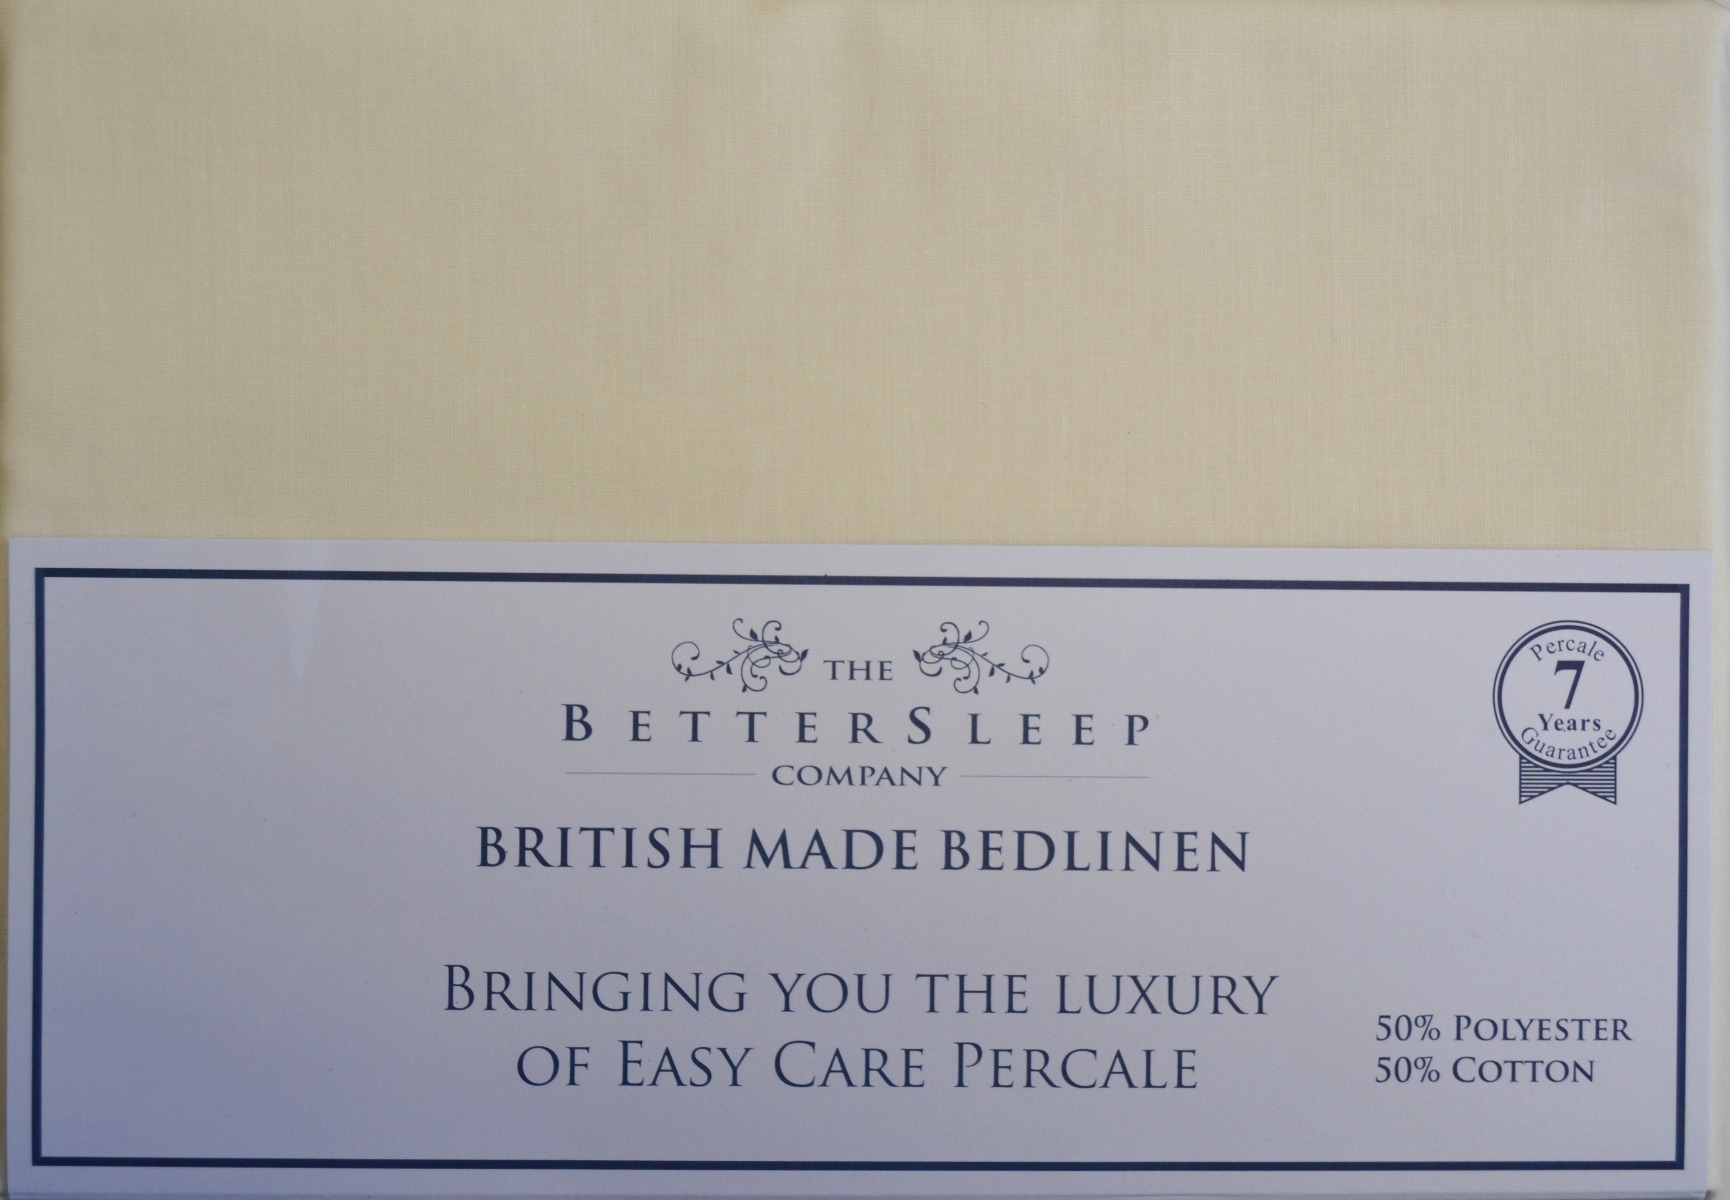 THE
BETTERSLEEP
COMPANY
BRITISH MADE BEDLINEN
BRINGING YOU THE LUXURY
OF EASY CARE PERCALE
Percale
7
Years
Guarantee
50% POLYESTER
50% COTTON